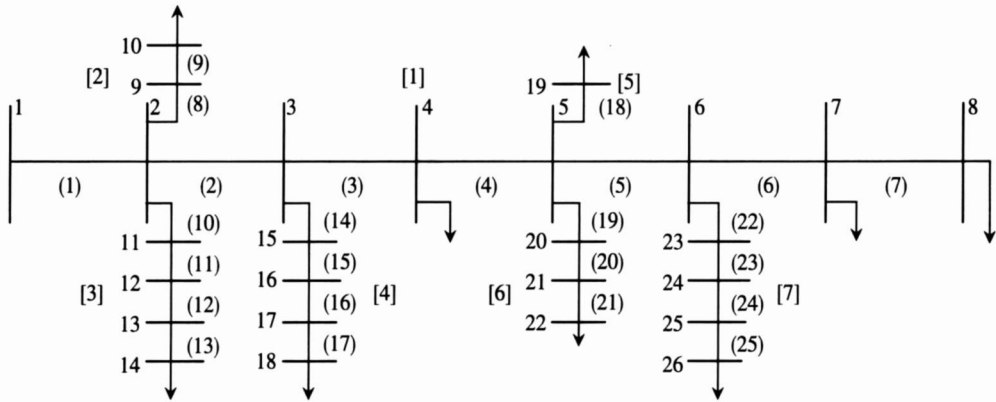 10
(9)
[2] 9 [1] 19 [5]
(8) (18)
1 2 3 4 5 6 7 8
(1) (2) (3) (4) (5) (6) (7)
(10) (14) (19) (22)
11 15 20 23
(11) (15) (20) (23)
12 16 21 24
[3] [4] [6] [7]
(12) (16) (21) (24)
13 17 22 25
(13) (17) (25)
14 18 26